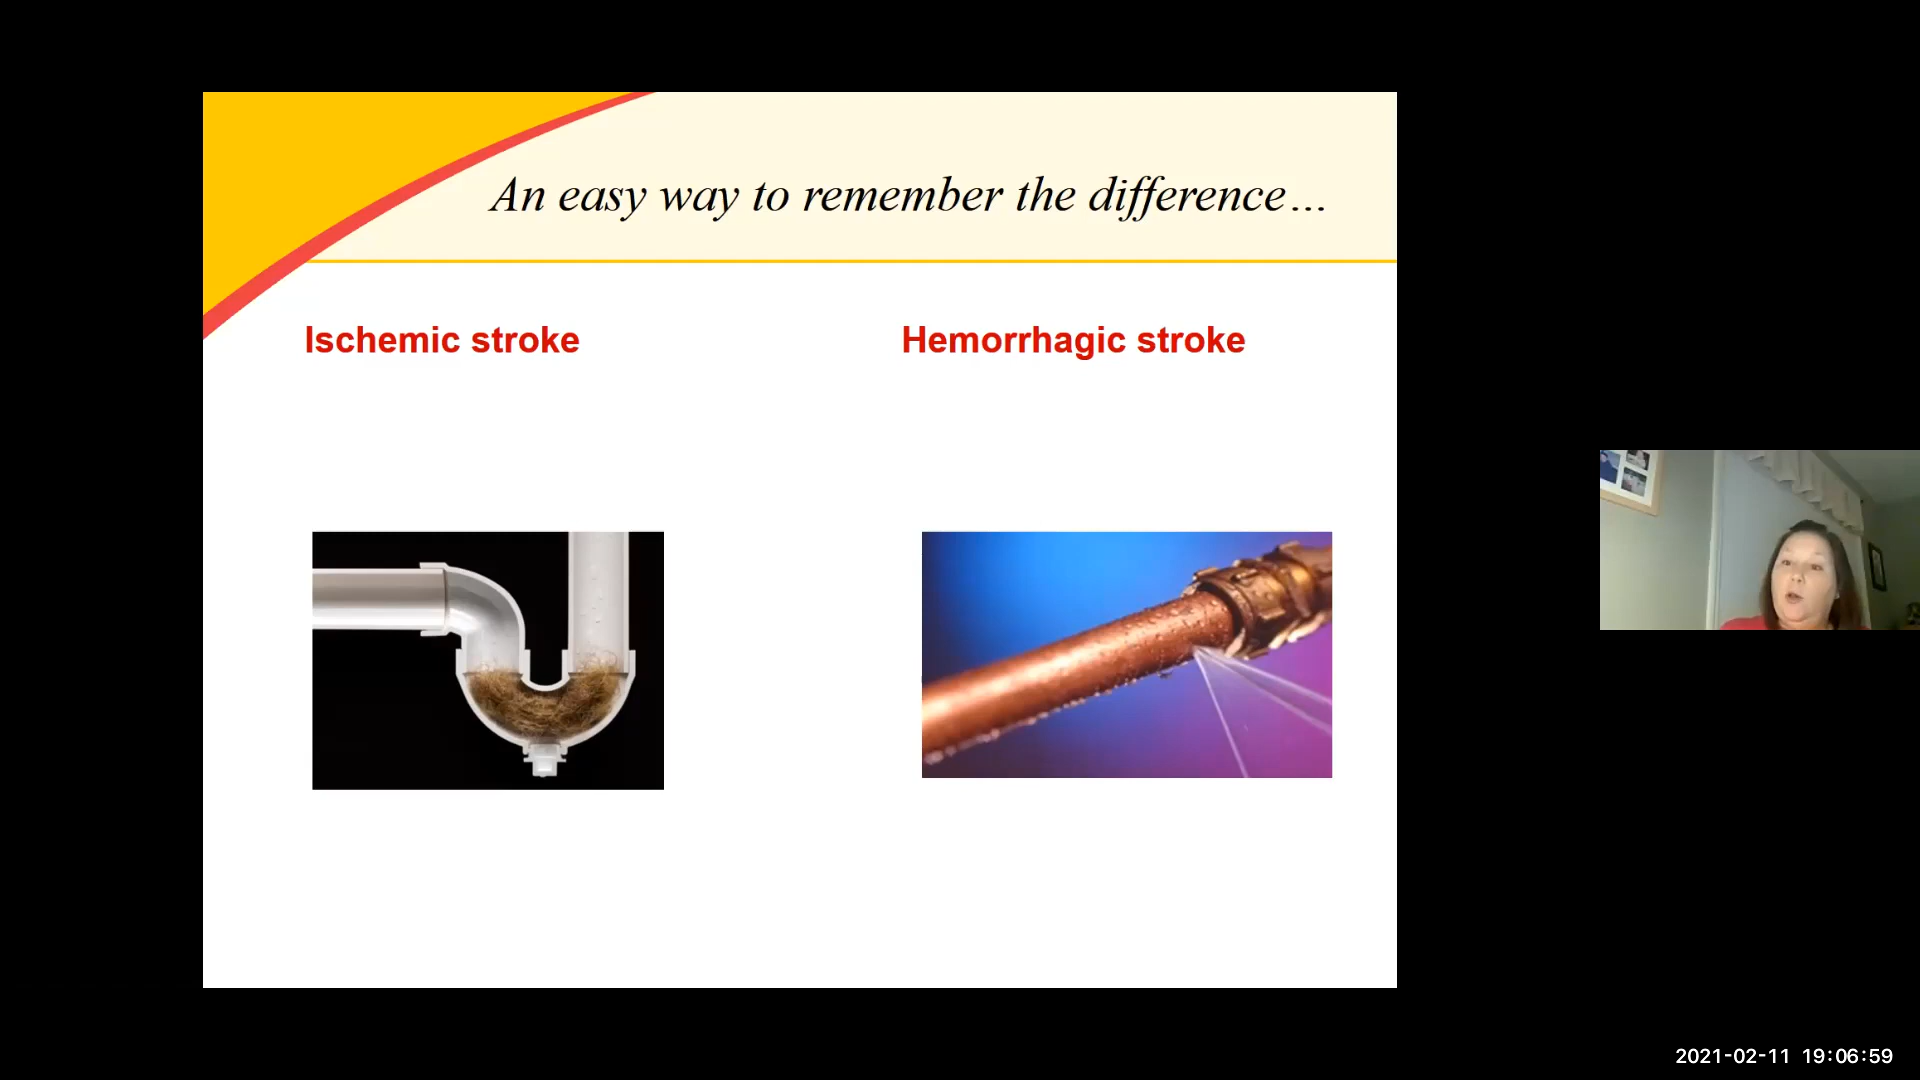 An easy way to remember the difference…
Ischemic stroke
Hemorrhagic stroke
2021-02-11 19:06:59